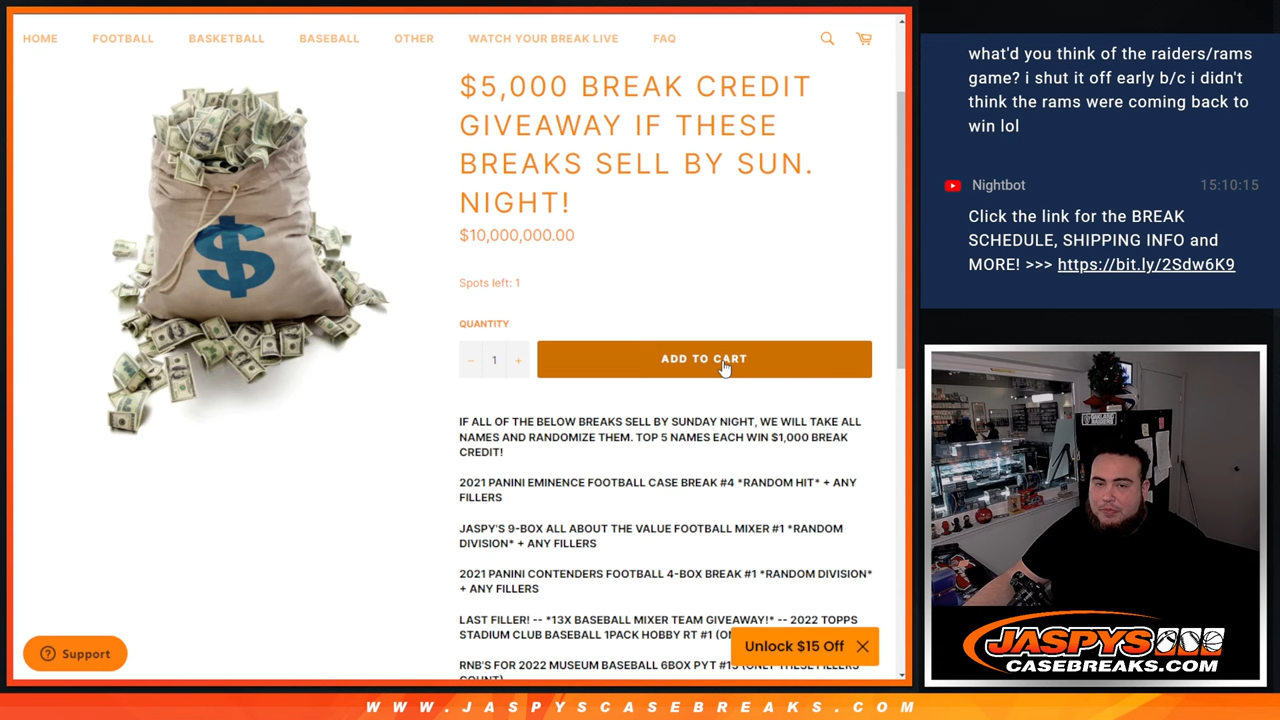 HOME FOOTBALL BASKETBALL BASEBALL OTHER WATCH YOUR BREAK LIVE FAQ
$5,000 BREAK CREDIT
GIVEAWAY IF THESE
BREAKS SELL BY SUN.
NIGHT!
$10,000,000.00
Spots left: 1
QUANTITY
− 1 +
ADD TO CART
IF ALL OF THE BELOW BREAKS SELL BY SUNDAY NIGHT, WE WILL TAKE ALL
NAMES AND RANDOMIZE THEM. TOP 5 NAMES EACH WIN $1,000 BREAK
CREDIT!
2021 PANINI EMINENCE FOOTBALL CASE BREAK #4 *RANDOM HIT* + ANY
FILLERS
JASPY'S 9-BOX ALL ABOUT THE VALUE FOOTBALL MIXER #1 *RANDOM
DIVISION* + ANY FILLERS
2021 PANINI CONTENDERS FOOTBALL 4-BOX BREAK #1 *RANDOM DIVISION*
+ ANY FILLERS
LAST FILLER! -- *13X BASEBALL MIXER TEAM GIVEAWAY!* -- 2022 TOPPS
STADIUM CLUB BASEBALL 1PACK HOBBY RT #1
RNB'S FOR 2022 MUSEUM BASEBALL 6BOX PYT
Support
Unlock $15 Off
$
what'd you think of the raiders/rams
game? i shut it off early b/c i didn't
think the rams were coming back to
win lol
Nightbot 15:10:15
Click the link for the BREAK
SCHEDULE, SHIPPING INFO and
MORE! >>> https://bit.ly/2Sdw6K9
JASPYS
CASEBREAKS.COM
WWW.JASPYSCASEBREAKS.COM